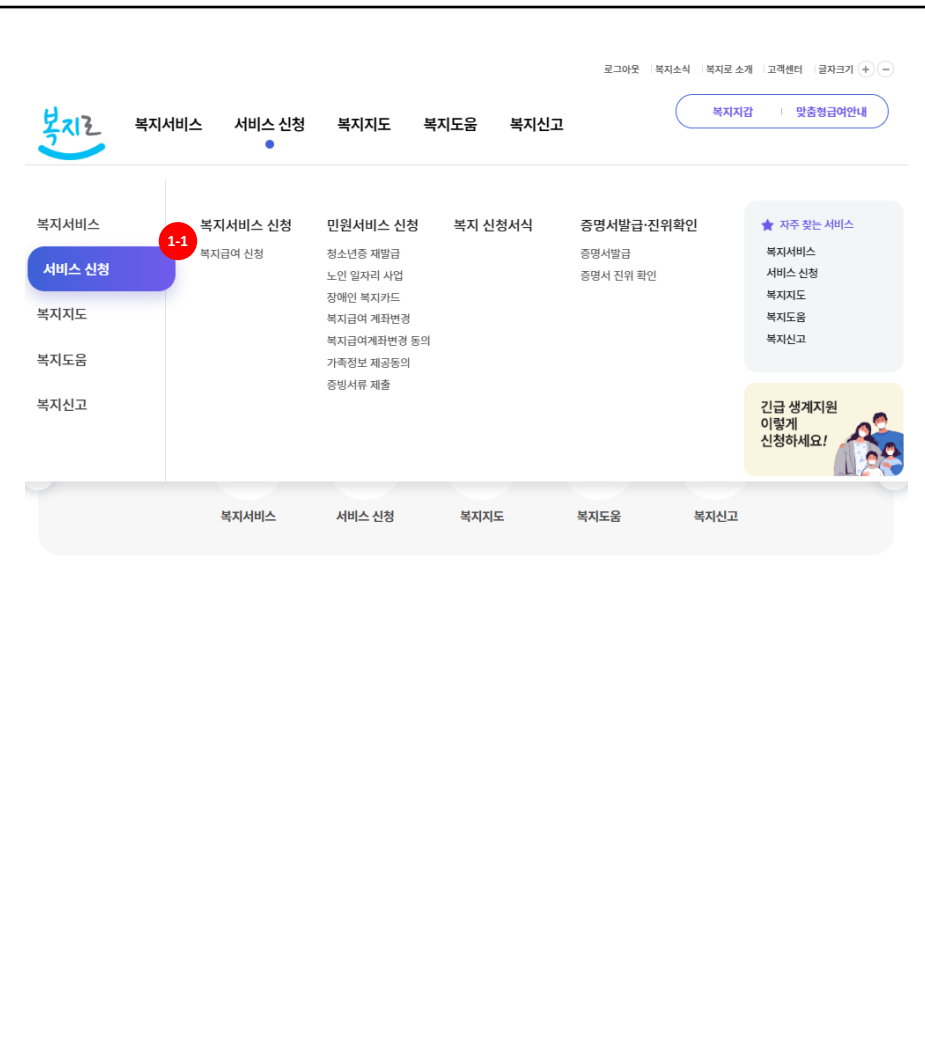 로그아웃 복지소식 복지로 소개 고객센터 글자크기 + −
복지로 복지서비스 서비스 신청 복지지도 복지도움 복지신고
복지지갑 맞춤형급여안내
복지서비스
서비스 신청
복지지도
복지도움
복지신고
1-1
복지서비스 신청
복지급여 신청
민원서비스 신청
청소년증 재발급
노인 일자리 사업
장애인 복지카드
복지급여 계좌변경
복지급여계좌변경 동의
가족정보 제공동의
증빙서류 제출
복지 신청서식
증명서발급·진위확인
증명서발급
증명서 진위 확인
자주 찾는 서비스
복지서비스
서비스 신청
복지지도
복지도움
복지신고
긴급 생계지원
이렇게
신청하세요!
복지서비스 서비스 신청 복지지도 복지도움 복지신고